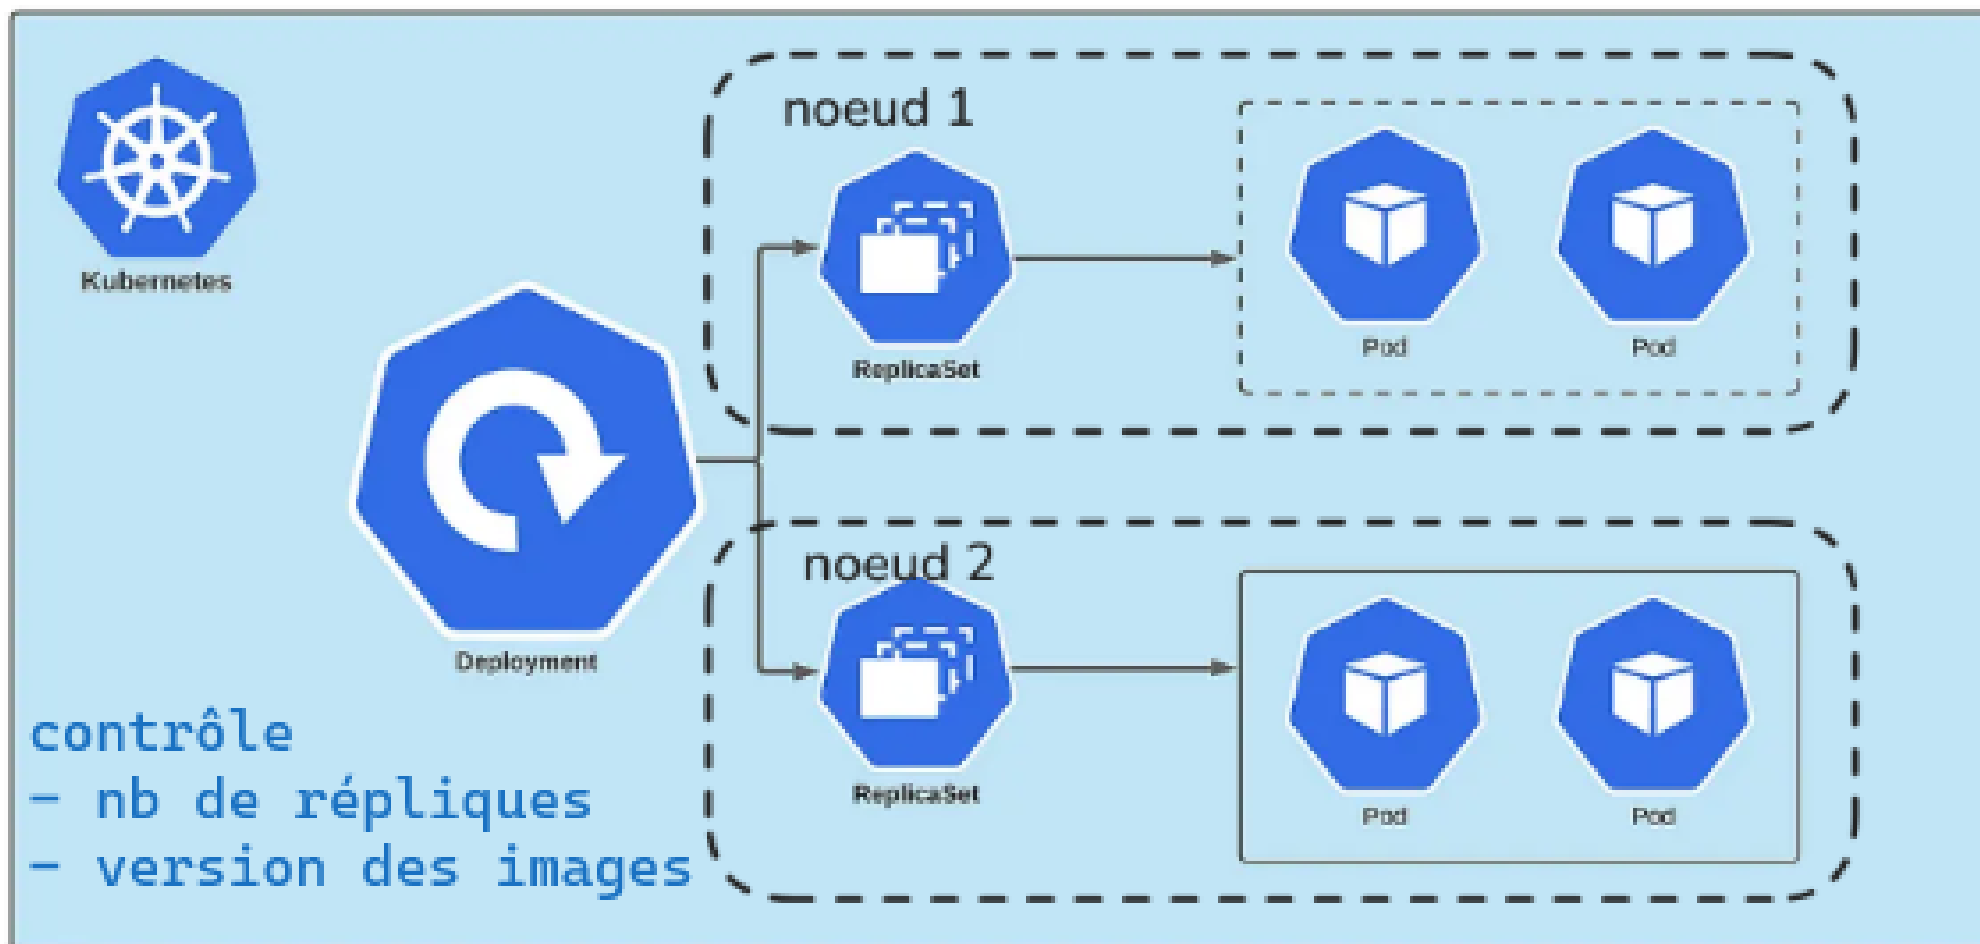 Kubernetes
noeud 1
ReplicaSet
Pod
Pod
Deployment
noeud 2
ReplicaSet
Pod
Pod
contrôle
- nb de répliques
- version des images